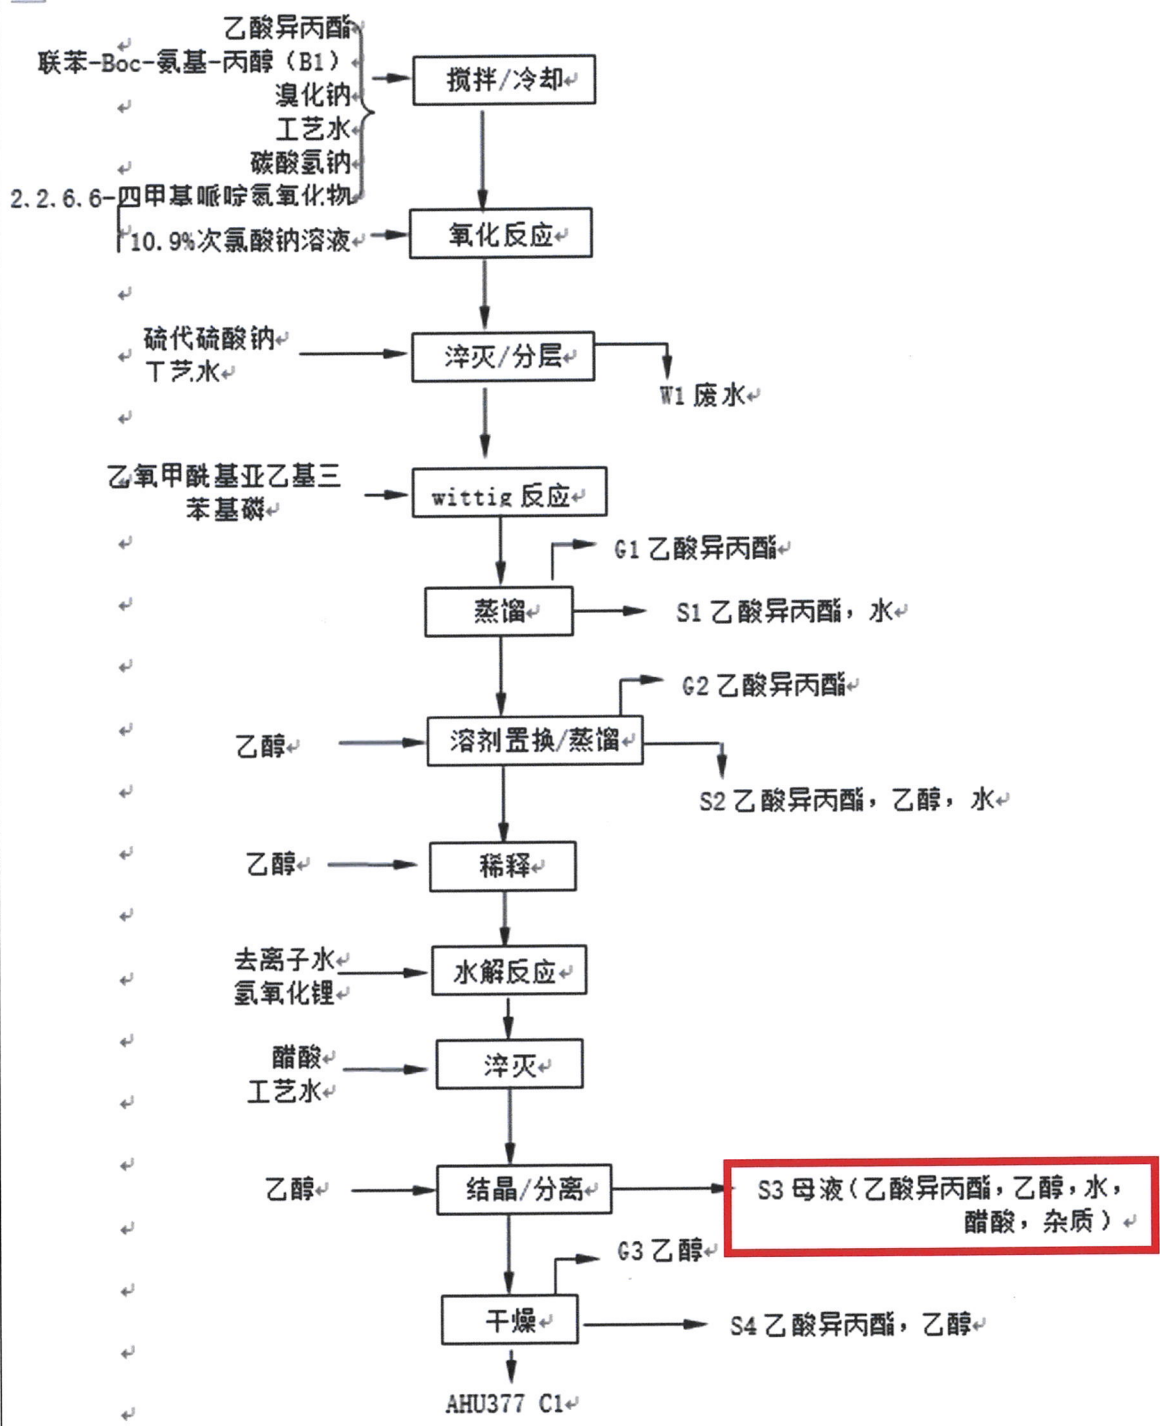 乙酸异丙酯
联苯-Boc-氨基-丙醇（B1）
搅拌/冷却
溴化钠
工艺水
碳酸氢钠
2.2.6.6-四甲基哌啶氮氧化物
10.9%次氯酸钠溶液
氧化反应
硫代硫酸钠
工艺水
淬灭/分层
W1 废水
乙氧甲酰基亚乙基三
苯基磷
wittig 反应
G1 乙酸异丙酯
蒸馏
S1 乙酸异丙酯，水
G2 乙酸异丙酯
乙醇
溶剂置换/蒸馏
S2 乙酸异丙酯，乙醇，水
乙醇
稀释
去离子水
氢氧化锂
水解反应
醋酸
工艺水
淬灭
乙醇
结晶/分离
S3 母液（乙酸异丙酯，乙醇，水，
醋酸，杂质）
G3 乙醇
干燥
S4 乙酸异丙酯，乙醇
AHU377 C1